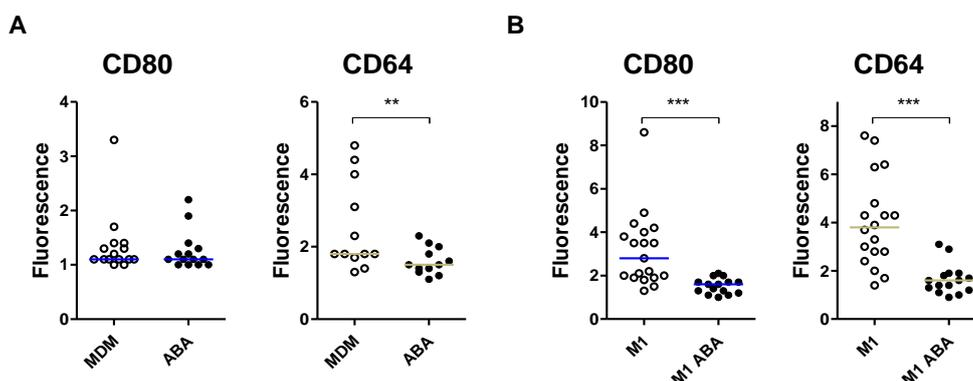 A
B
CD80
CD64
CD80
CD64
Fluorescence
4
3
2
1
0
MDM
ABA
Fluorescence
6
4
2
0
**
MDM
ABA
Fluorescence
10
8
6
4
2
0
***
M1
M1 ABA
Fluorescence
8
6
4
2
0
***
M1
M1 ABA